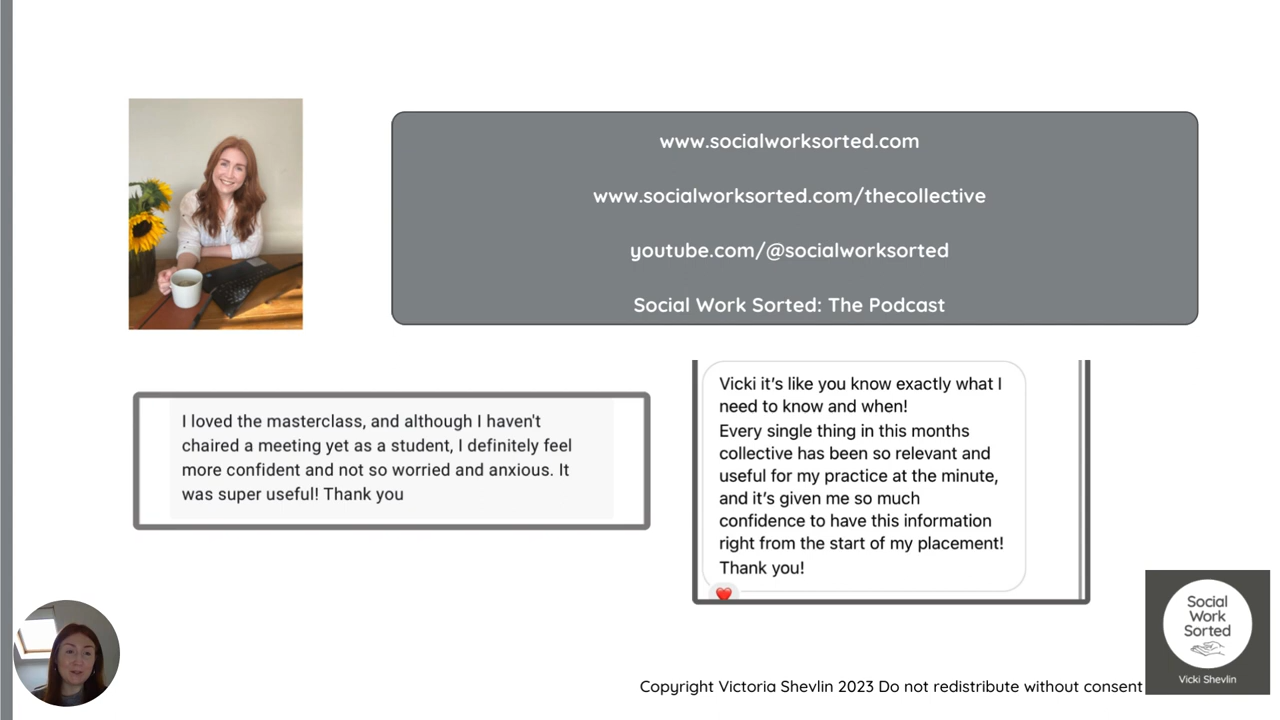 www.socialworksorted.com
www.socialworksorted.com/thecollective
youtube.com/@socialworksorted
Social Work Sorted: The Podcast
I loved the masterclass, and although I haven't
chaired a meeting yet as a student, I definitely feel
more confident and not so worried and anxious. It
was super useful! Thank you
Vicki it’s like you know exactly what I
need to know and when!
Every single thing in this months
collective has been so relevant and
useful for my practice at the minute,
and it’s given me so much
confidence to have this information
right from the start of my placement!
Thank you!
Social
Work
Sorted
Vicki Shevlin
Copyright Victoria Shevlin 2023 Do not redistribute without consent